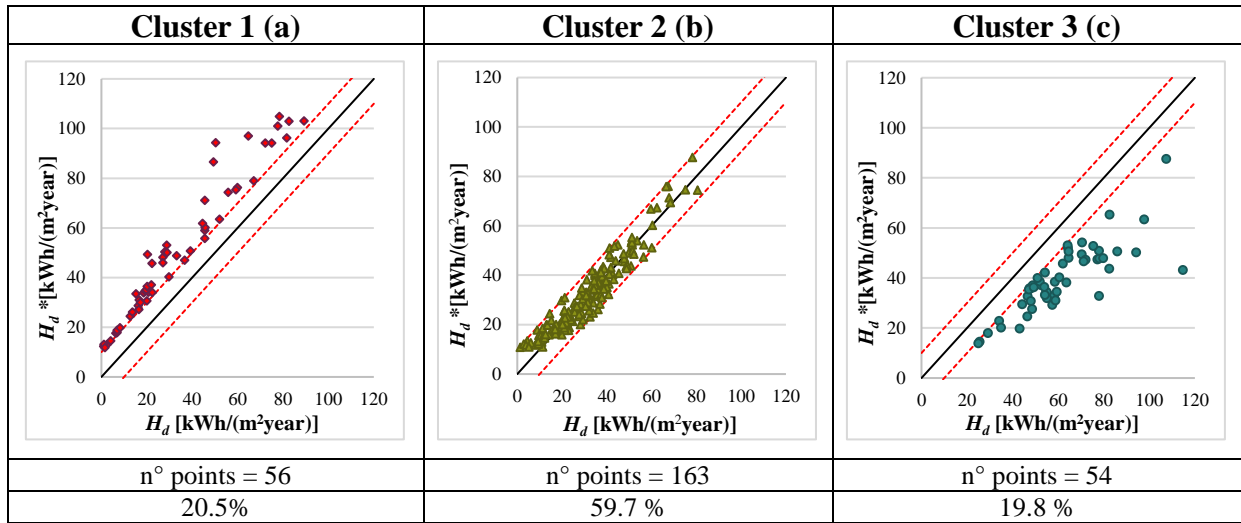 Cluster 1 (a)
Cluster 2 (b)
Cluster 3 (c)
120
100
80
60
40
20
0
0 20 40 60 80 100 120
H_d *[kWh/(m²year)]
H_d [kWh/(m²year)]
120
100
80
60
40
20
0
0 20 40 60 80 100 120
H_d *[kWh/(m²year)]
H_d [kWh/(m²year)]
120
100
80
60
40
20
0
0 20 40 60 80 100 120
H_d *[kWh/(m²year)]
H_d [kWh/(m²year)]
n° points = 56
n° points = 163
n° points = 54
20.5%
59.7 %
19.8 %